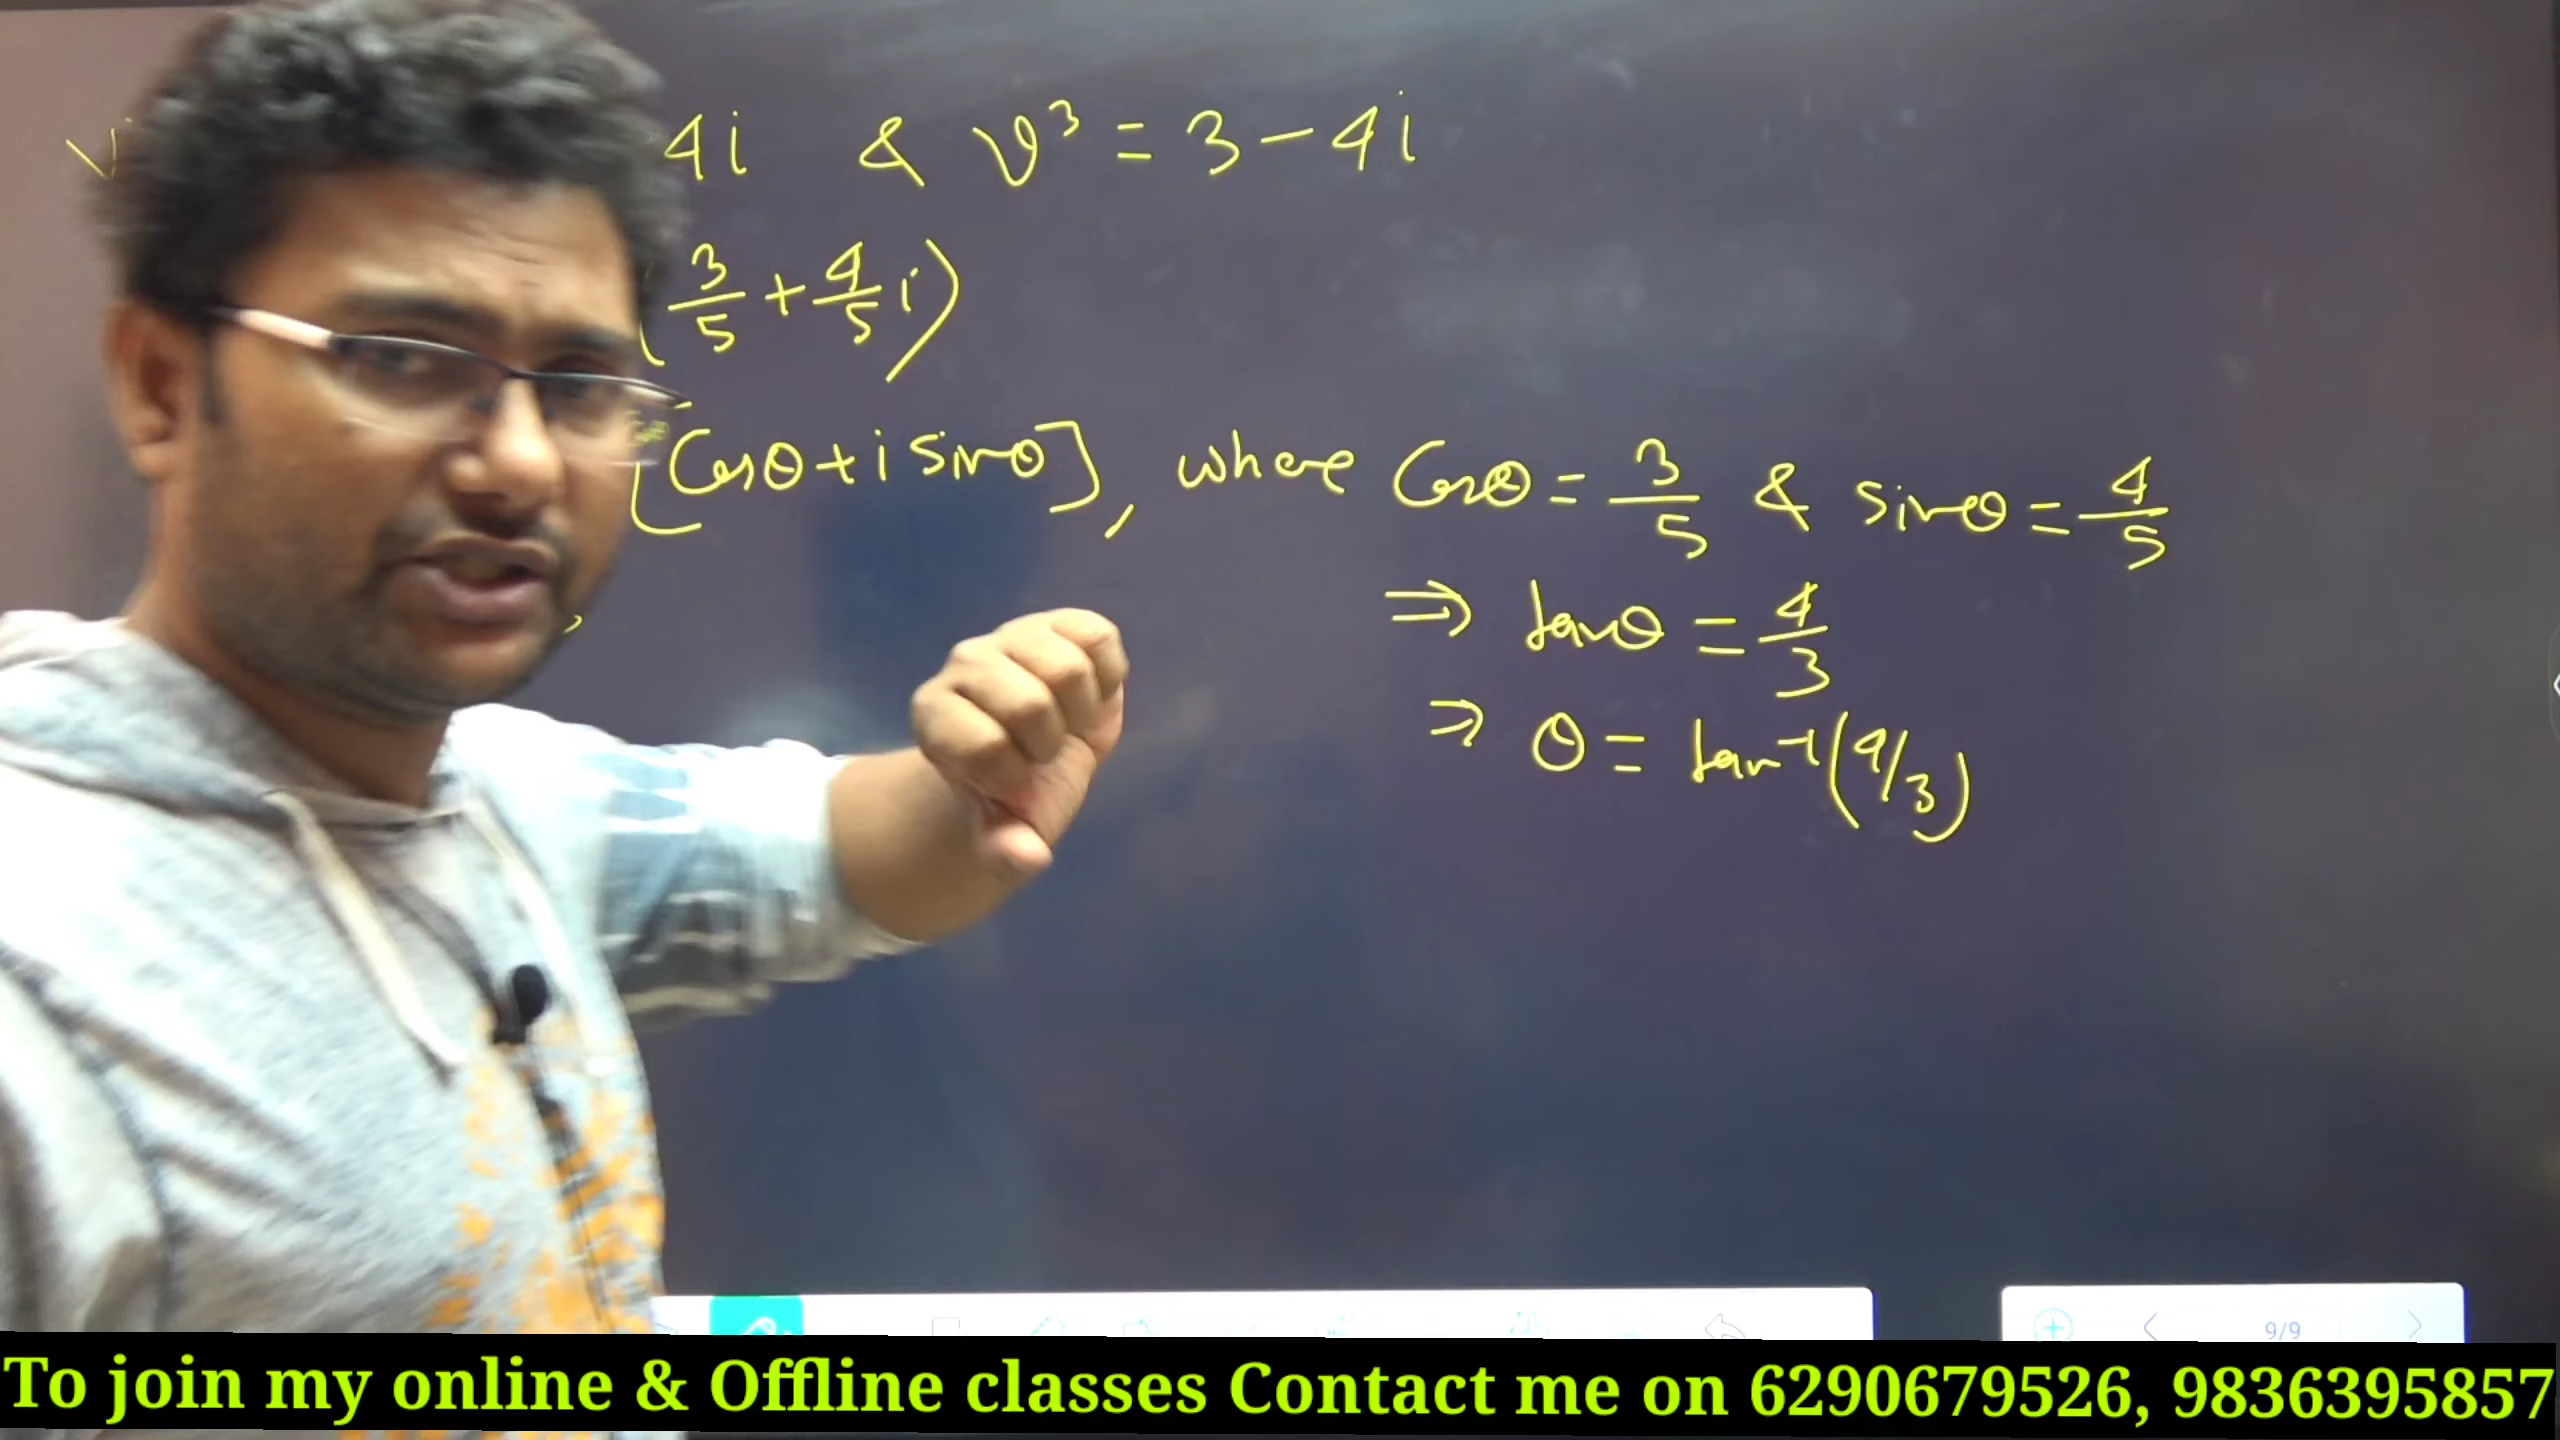 4i & v³ = 3 - 4i
(3/5 + 4/5 i)
[Cosθ + i Sinθ], where Cosθ = 3/5 & Sinθ = 4/5
⇒ tanθ = 4/3
⇒ θ = tan⁻¹(4/3)
9/9
To join my online & Offline classes Contact me on 6290679526, 9836395857